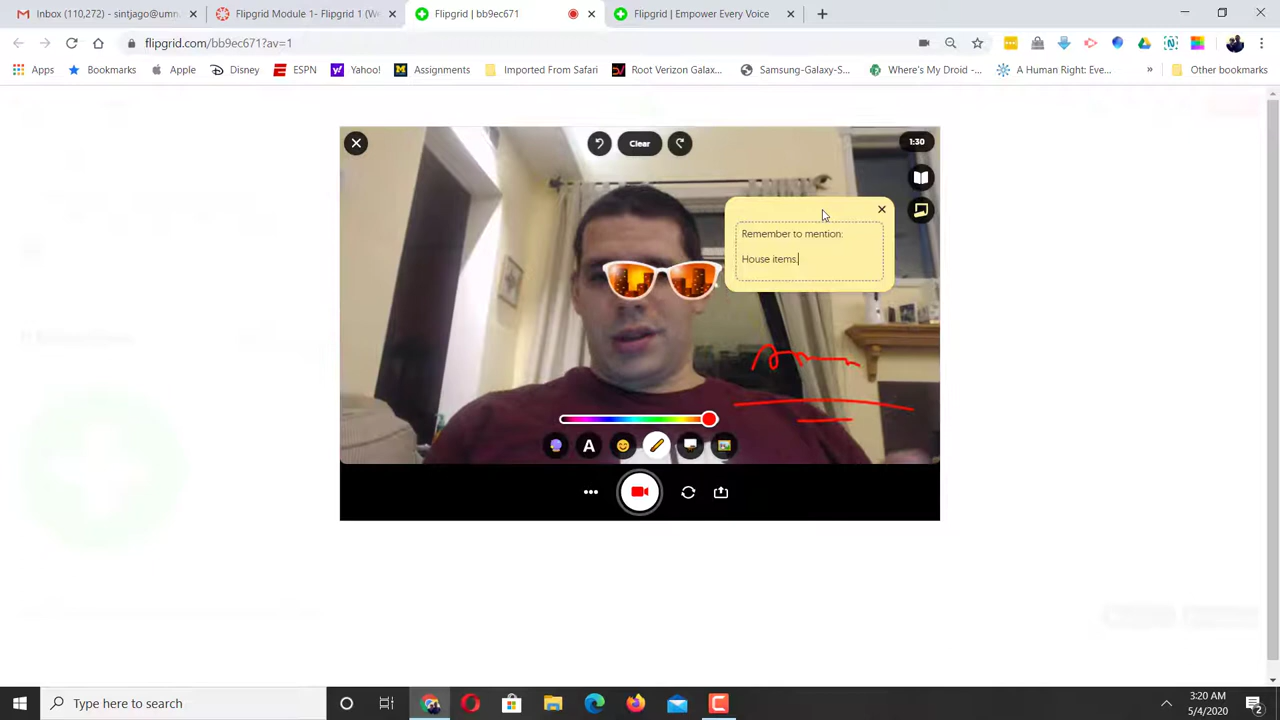 Inbox (110,272) - sintjago@umn
Flipgrid Module 1- Flipgrid 1 (W
Flipgrid | bb9ec671
Flipgrid | Empower Every Voice
flipgrid.com/bb9ec671?av=1
Apps
Bookmarks
Apple
Disney
ESPN
Yahoo!
Assignments
Imported From Safari
Root Verizon Galax...
Samsung-Galaxy-S...
Where's My Droid -...
A Human Right: Eve...
Other bookmarks
Clear
1:30
Remember to mention:
House items.
A
Type here to search
3:20 AM
5/4/2020
2